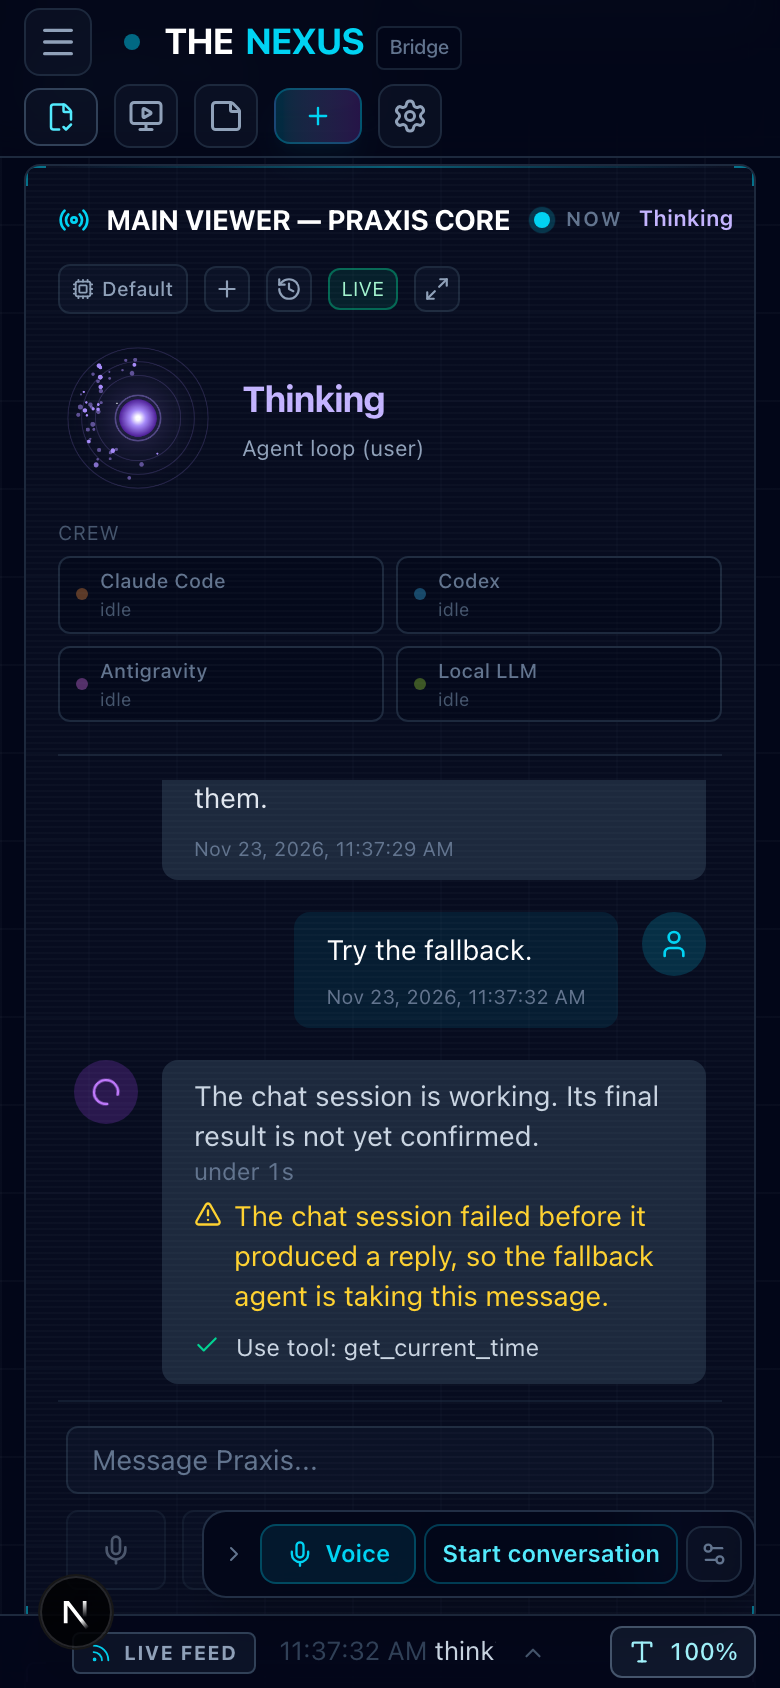 THE NEXUS Bridge
MAIN VIEWER — PRAXIS CORE NOW Thinking
Default LIVE
Thinking
Agent loop (user)
CREW
Claude Code
idle
Codex
idle
Antigravity
idle
Local LLM
idle
them.
Nov 23, 2026, 11:37:29 AM
Try the fallback.
Nov 23, 2026, 11:37:32 AM
The chat session is working. Its final
result is not yet confirmed.
under 1s
The chat session failed before it
produced a reply, so the fallback
agent is taking this message.
Use tool: get_current_time
Message Praxis...
Voice Start conversation
N
LIVE FEED 11:37:32 AM think 100%